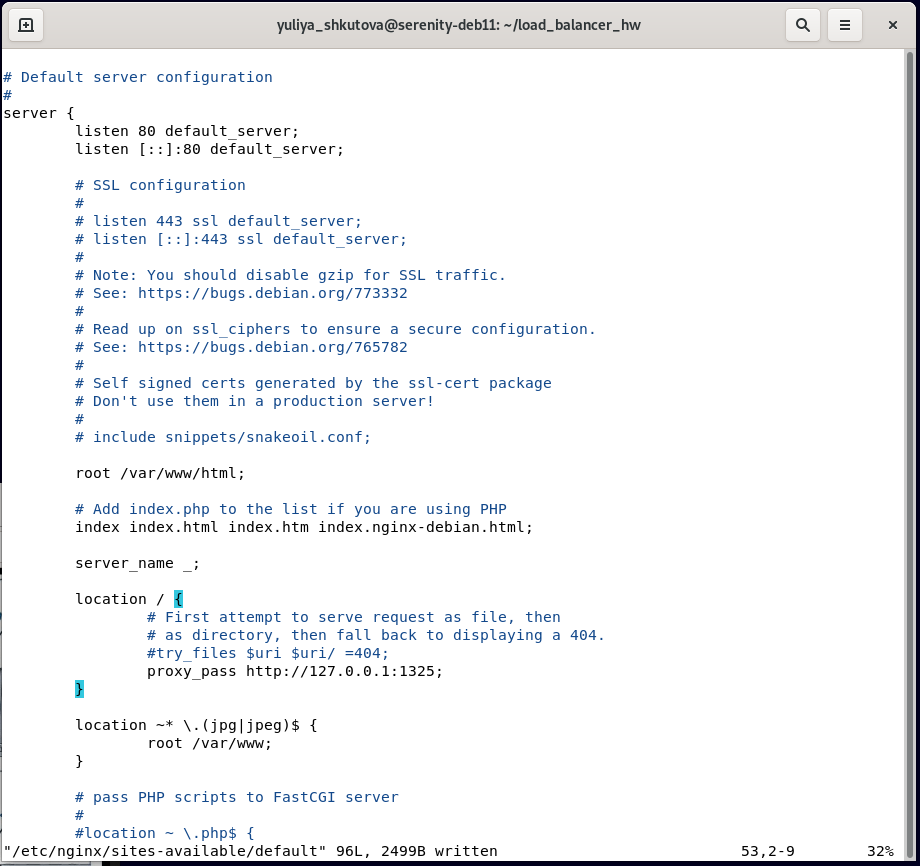 yuliya_shkutova@serenity-deb11: ~/load_balancer_hw
# Default server configuration
#
server {
        listen 80 default_server;
        listen [::]:80 default_server;

        # SSL configuration
        #
        # listen 443 ssl default_server;
        # listen [::]:443 ssl default_server;
        #
        # Note: You should disable gzip for SSL traffic.
        # See: https://bugs.debian.org/773332
        #
        # Read up on ssl_ciphers to ensure a secure configuration.
        # See: https://bugs.debian.org/765782
        #
        # Self signed certs generated by the ssl-cert package
        # Don't use them in a production server!
        #
        # include snippets/snakeoil.conf;

        root /var/www/html;

        # Add index.php to the list if you are using PHP
        index index.html index.htm index.nginx-debian.html;

        server_name _;

        location / {
                # First attempt to serve request as file, then
                # as directory, then fall back to displaying a 404.
                #try_files $uri $uri/ =404;
                proxy_pass http://127.0.0.1:1325;
        }

        location ~* \.(jpg|jpeg)$ {
                root /var/www;
        }

        # pass PHP scripts to FastCGI server
        #
        #location ~ \.php$ {
"/etc/nginx/sites-available/default" 96L, 2499B written 53,2-9 32%